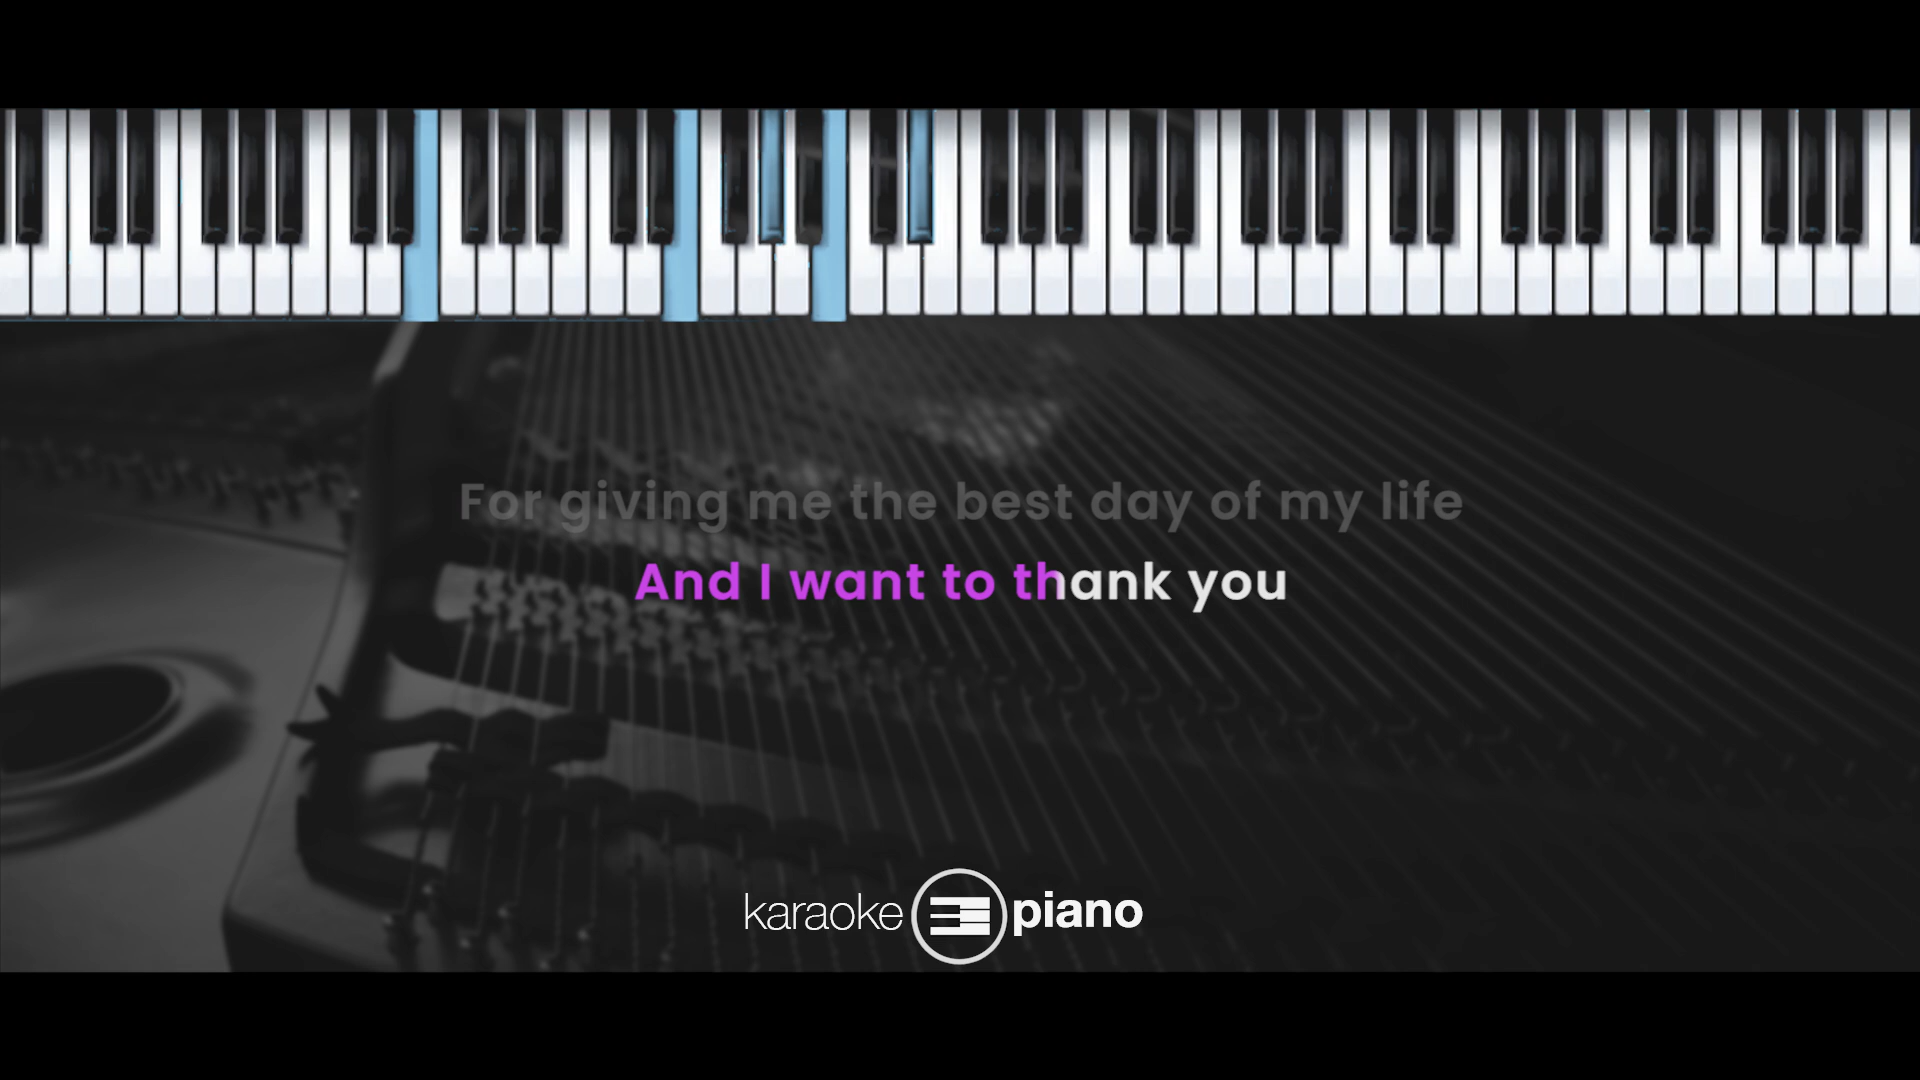 For giving me the best day of my life
And I want to thank you
karaoke piano